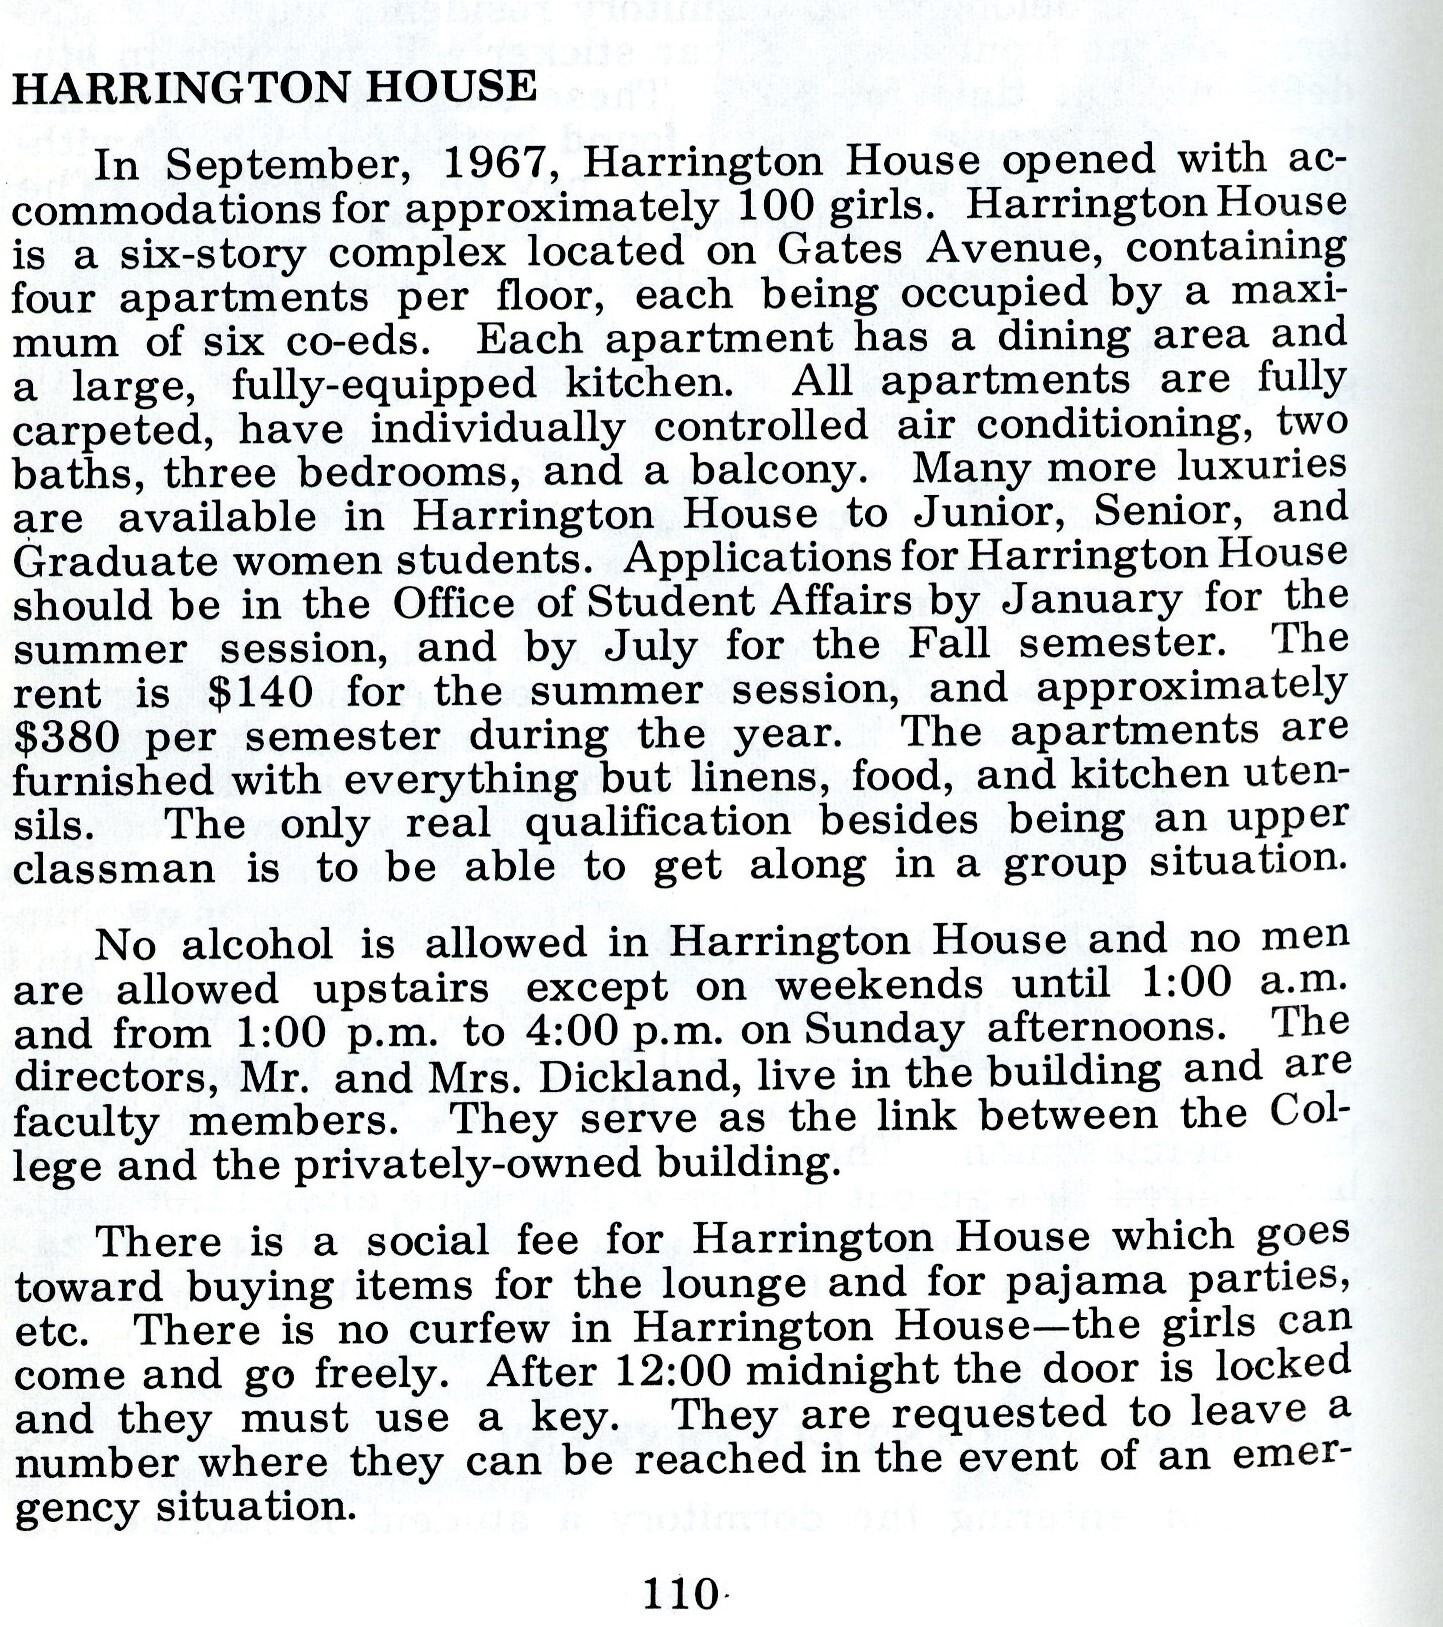 HARRINGTON HOUSE
In September, 1967, Harrington House opened with ac-
commodations for approximately 100 girls. Harrington House
is a six-story complex located on Gates Avenue, containing
four apartments per floor, each being occupied by a maxi-
mum of six co-eds. Each apartment has a dining area and
a large, fully-equipped kitchen. All apartments are fully
carpeted, have individually controlled air conditioning, two
baths, three bedrooms, and a balcony. Many more luxuries
are available in Harrington House to Junior, Senior, and
Graduate women students. Applications for Harrington House
should be in the Office of Student Affairs by January for the
summer session, and by July for the Fall semester. The
rent is $140 for the summer session, and approximately
$380 per semester during the year. The apartments are
furnished with everything but linens, food, and kitchen uten-
sils. The only real qualification besides being an upper
classman is to be able to get along in a group situation.
No alcohol is allowed in Harrington House and no men
are allowed upstairs except on weekends until 1:00 a.m.
and from 1:00 p.m. to 4:00 p.m. on Sunday afternoons. The
directors, Mr. and Mrs. Dickland, live in the building and are
faculty members. They serve as the link between the Col-
lege and the privately-owned building.
There is a social fee for Harrington House which goes
toward buying items for the lounge and for pajama parties,
etc. There is no curfew in Harrington House—the girls can
come and go freely. After 12:00 midnight the door is locked
and they must use a key. They are requested to leave a
number where they can be reached in the event of an emer-
gency situation.
110